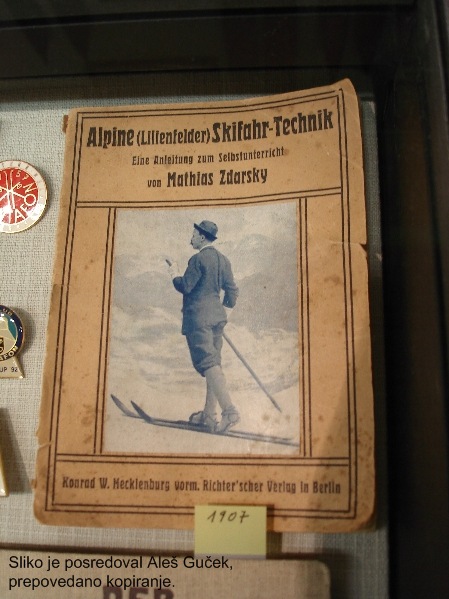 Alpine (Lilienfelder) Skifahr-Technik
Eine Anleitung zum Selbstunterricht
von Mathias Zdarsky
Konrad W. Mecklenburg vorm. Richter'scher Verlag in Berlin
1907
Sliko je posredoval Aleš Guček,
prepovedano kopiranje.